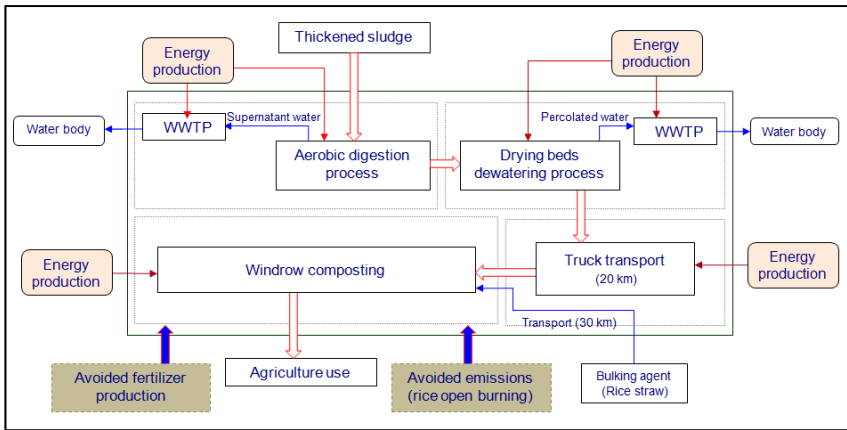 Energy
production
Thickened sludge
Energy
production
Supernatant water
Percolated water
Water body
WWTP
WWTP
Water body
Aerobic digestion
process
Drying beds
dewatering process
Energy
production
Windrow composting
Truck transport
(20 km)
Energy
production
Transport (30 km)
Avoided fertilizer
production
Agriculture use
Avoided emissions
(rice open burning)
Bulking agent
(Rice straw)